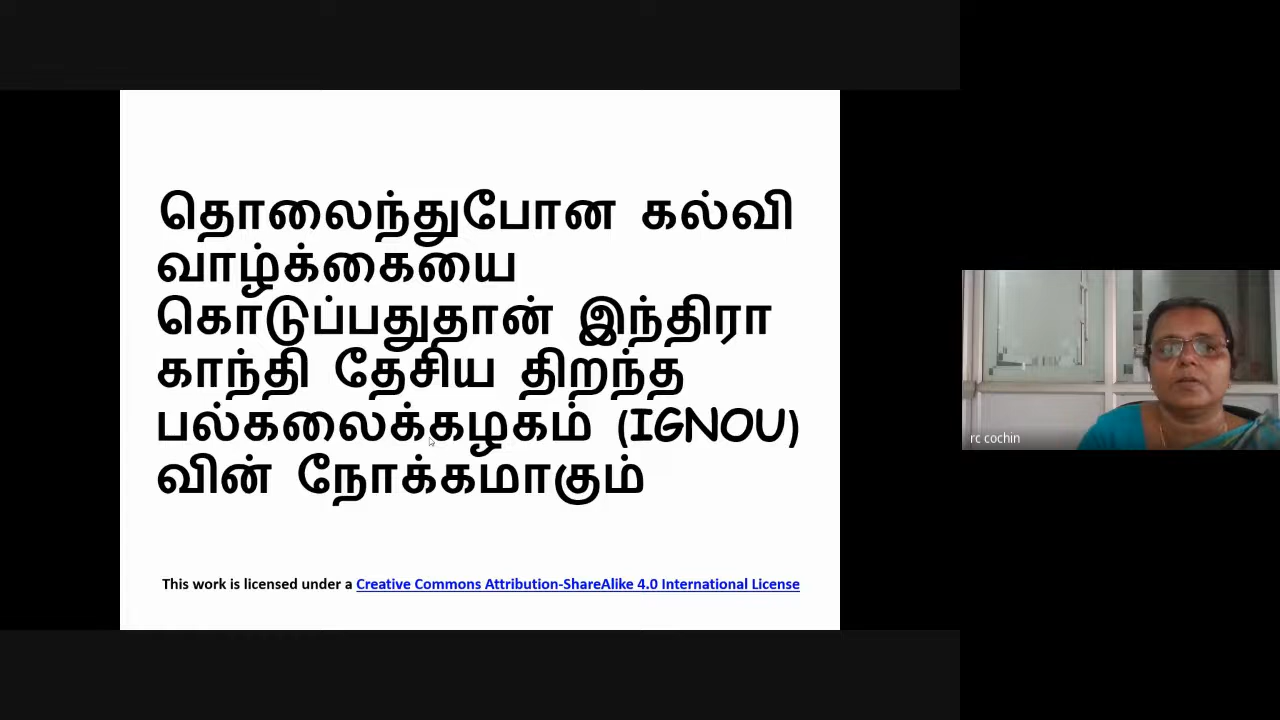 தொலைந்துபோன கல்வி
வாழ்க்கையை
கொடுப்பதுதான் இந்திரா
காந்தி தேசிய திறந்த
பல்கலைக்கழகம் (IGNOU)
வின் நோக்கமாகும்
This work is licensed under a Creative Commons Attribution-ShareAlike 4.0 International License
rc cochin